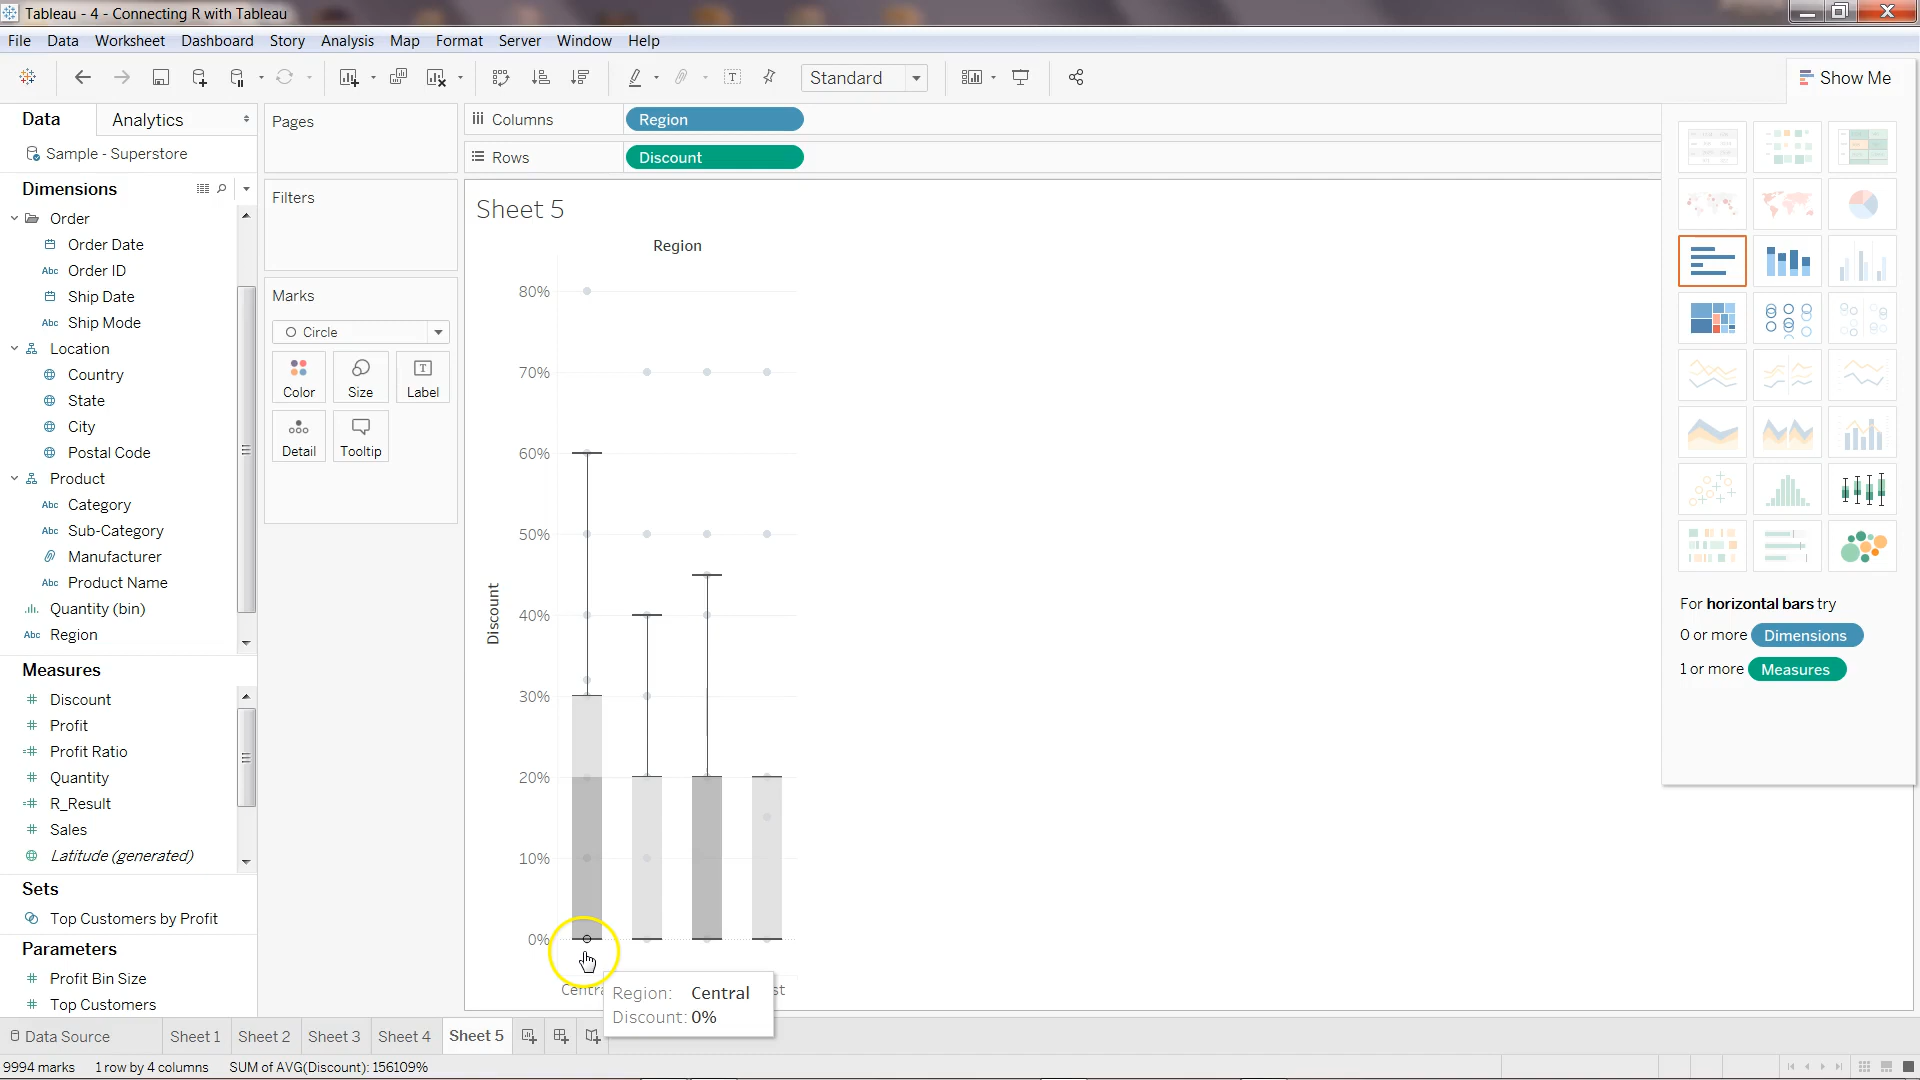 Tableau - 4 - Connecting R with Tableau
File Data Worksheet Dashboard Story Analysis Map Format Server Window Help
Standard
Show Me
Data Analytics
Sample - Superstore
Dimensions
Order
Order Date
Abc Order ID
Ship Date
Abc Ship Mode
Location
Country
State
City
Postal Code
Product
Abc Category
Abc Sub-Category
Manufacturer
Abc Product Name
Quantity (bin)
Abc Region
Measures
Discount
Profit
Profit Ratio
Quantity
R_Result
Sales
Latitude (generated)
Sets
Top Customers by Profit
Parameters
Profit Bin Size
Top Customers
Pages
Filters
Marks
Circle
Color Size Label
Detail Tooltip
Columns Region
Rows Discount
Sheet 5
Region
80%
70%
60%
50%
40%
30%
20%
10%
0%
Discount
Region: Central
Discount: 0%
For horizontal bars try
0 or more Dimensions
1 or more Measures
Data Source Sheet 1 Sheet 2 Sheet 3 Sheet 4 Sheet 5
9994 marks 1 row by 4 columns SUM of AVG(Discount): 156109%